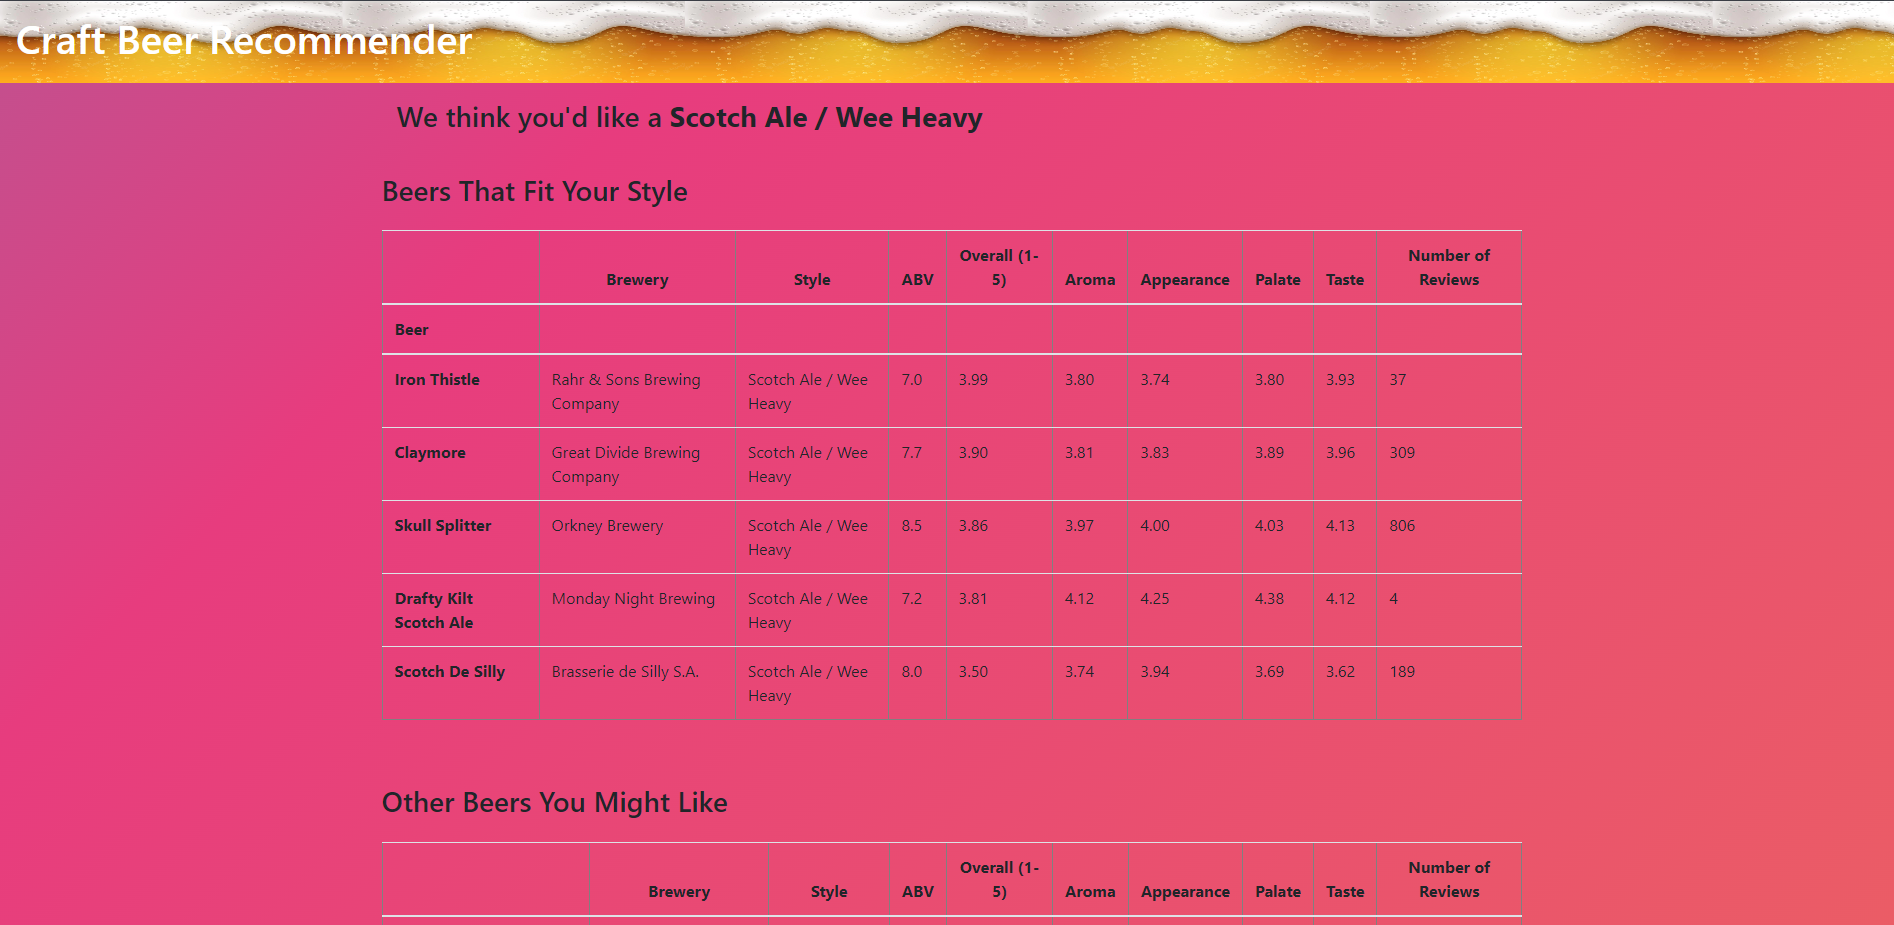 Craft Beer Recommender
We think you'd like a Scotch Ale / Wee Heavy
Beers That Fit Your Style
Brewery Style ABV Overall (1-5) Aroma Appearance Palate Taste Number of Reviews
Beer
Iron Thistle Rahr & Sons Brewing Company Scotch Ale / Wee Heavy 7.0 3.99 3.80 3.74 3.80 3.93 37
Claymore Great Divide Brewing Company Scotch Ale / Wee Heavy 7.7 3.90 3.81 3.83 3.89 3.96 309
Skull Splitter Orkney Brewery Scotch Ale / Wee Heavy 8.5 3.86 3.97 4.00 4.03 4.13 806
Drafty Kilt Scotch Ale Monday Night Brewing Scotch Ale / Wee Heavy 7.2 3.81 4.12 4.25 4.38 4.12 4
Scotch De Silly Brasserie de Silly S.A. Scotch Ale / Wee Heavy 8.0 3.50 3.74 3.94 3.69 3.62 189
Other Beers You Might Like
Brewery Style ABV Overall (1-5) Aroma Appearance Palate Taste Number of Reviews